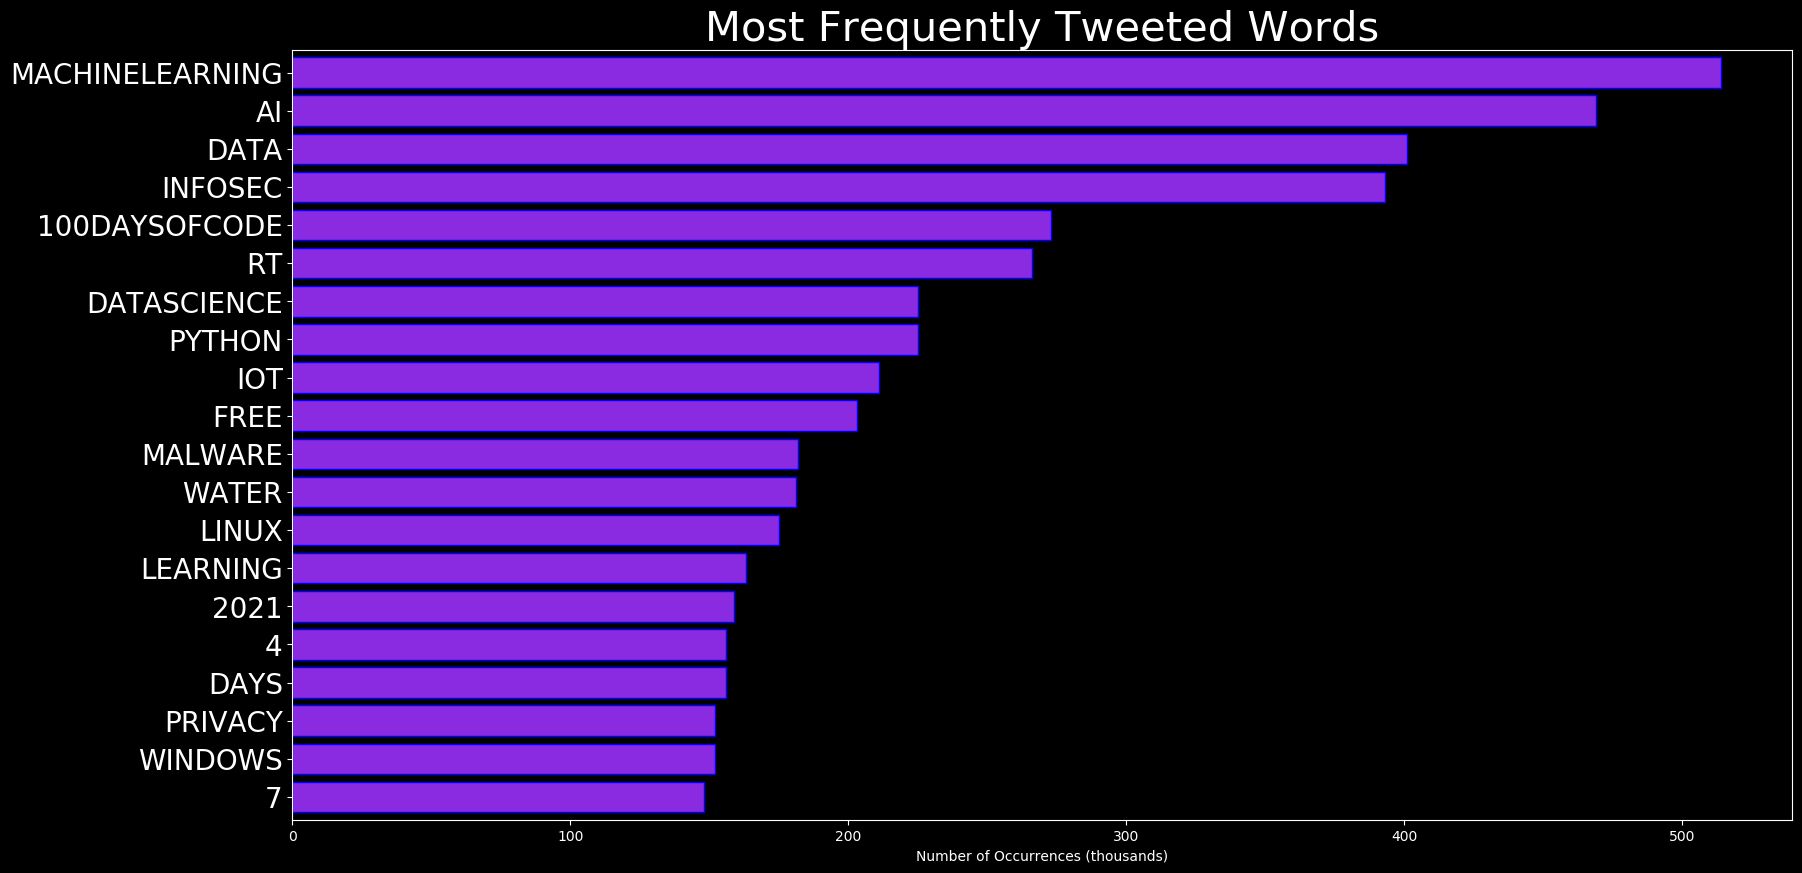 Most Frequently Tweeted Words
MACHINELEARNING
AI
DATA
INFOSEC
100DAYSOFCODE
RT
DATASCIENCE
PYTHON
IOT
FREE
MALWARE
WATER
LINUX
LEARNING
2021
4
DAYS
PRIVACY
WINDOWS
7
0 100 200 300 400 500
Number of Occurrences (thousands)